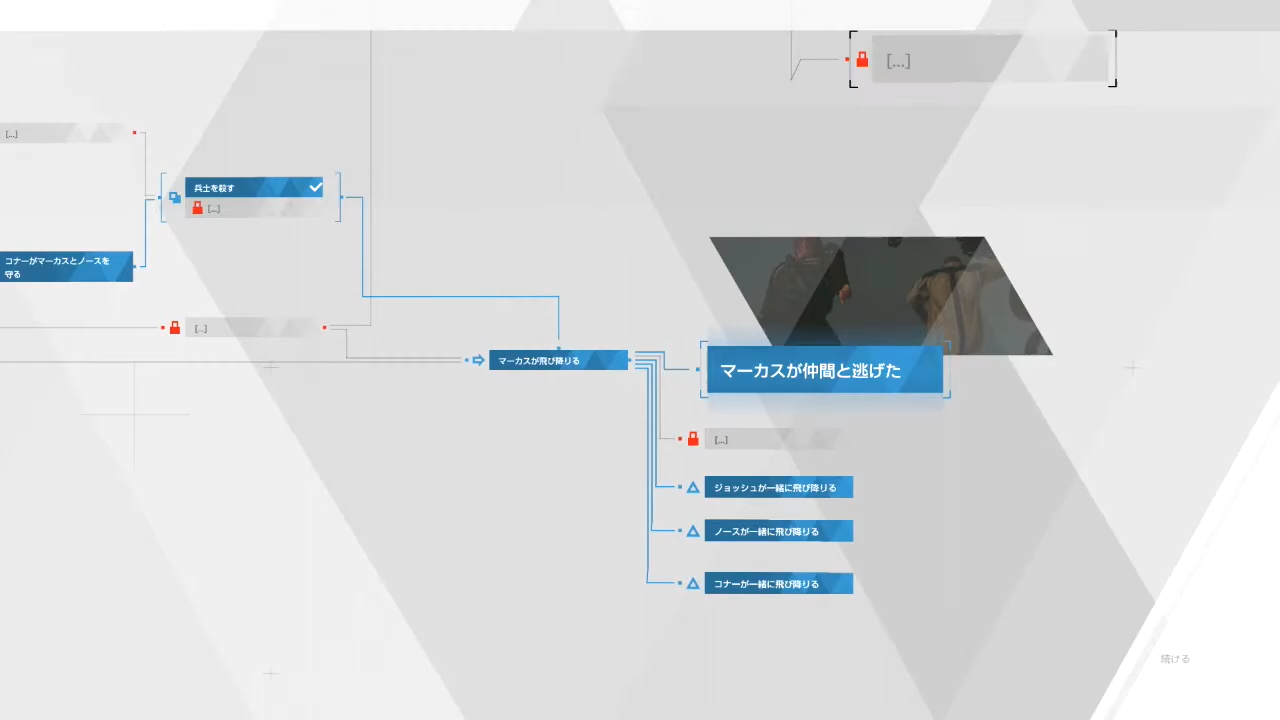 [...]
[...]
兵士を殺す
[...]
コナーがマーカスとノースを
守る
[...]
マーカスが飛び降りる
マーカスが仲間と逃げた
[...]
ジョッシュが一緒に飛び降りる
ノースが一緒に飛び降りる
コナーが一緒に飛び降りる
続ける